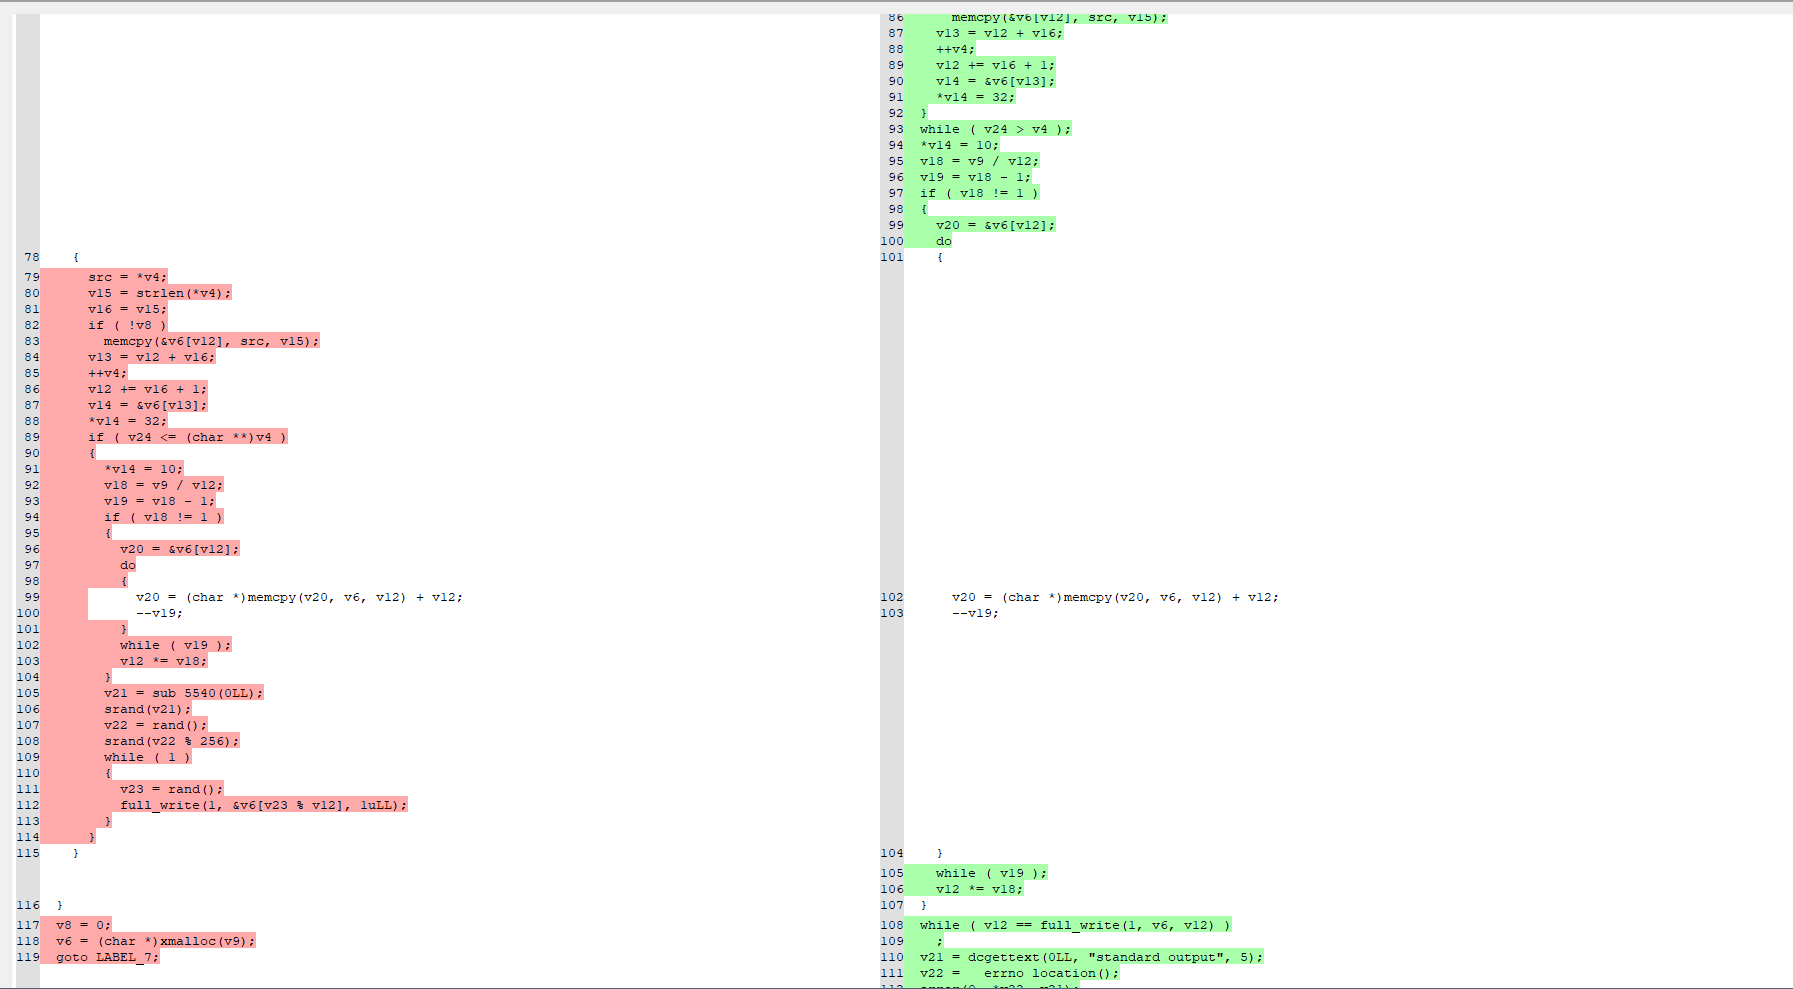 86 memcpy(&v6[v12], src, v15);
87 v13 = v12 + v16;
88 ++v4;
89 v12 += v16 + 1;
90 v14 = &v6[v13];
91 *v14 = 32;
92 }
93 while ( v24 > v4 );
94 *v14 = 10;
95 v18 = v9 / v12;
96 v19 = v18 - 1;
97 if ( v18 != 1 )
98 {
99 v20 = &v6[v12];
100 do
78 {
101 {
79 src = *v4;
80 v15 = strlen(*v4);
81 v16 = v15;
82 if ( !v8 )
83 memcpy(&v6[v12], src, v15);
84 v13 = v12 + v16;
85 ++v4;
86 v12 += v16 + 1;
87 v14 = &v6[v13];
88 *v14 = 32;
89 if ( v24 <= (char **)v4 )
90 {
91 *v14 = 10;
92 v18 = v9 / v12;
93 v19 = v18 - 1;
94 if ( v18 != 1 )
95 {
96 v20 = &v6[v12];
97 do
98 {
99 v20 = (char *)memcpy(v20, v6, v12) + v12;
102 v20 = (char *)memcpy(v20, v6, v12) + v12;
100 --v19;
103 --v19;
101 }
102 while ( v19 );
103 v12 *= v18;
104 }
105 v21 = sub_5540(0LL);
106 srand(v21);
107 v22 = rand();
108 srand(v22 % 256);
109 while ( 1 )
110 {
111 v23 = rand();
112 full_write(1, &v6[v23 % v12], 1uLL);
113 }
114 }
115 }
104 }
105 while ( v19 );
106 v12 *= v18;
116 }
107 }
117 v8 = 0;
108 while ( v12 == full_write(1, v6, v12) )
118 v6 = (char *)xmalloc(v9);
109 ;
119 goto LABEL_7;
110 v21 = dcgettext(0LL, "standard output", 5);
111 v22 = __errno_location();